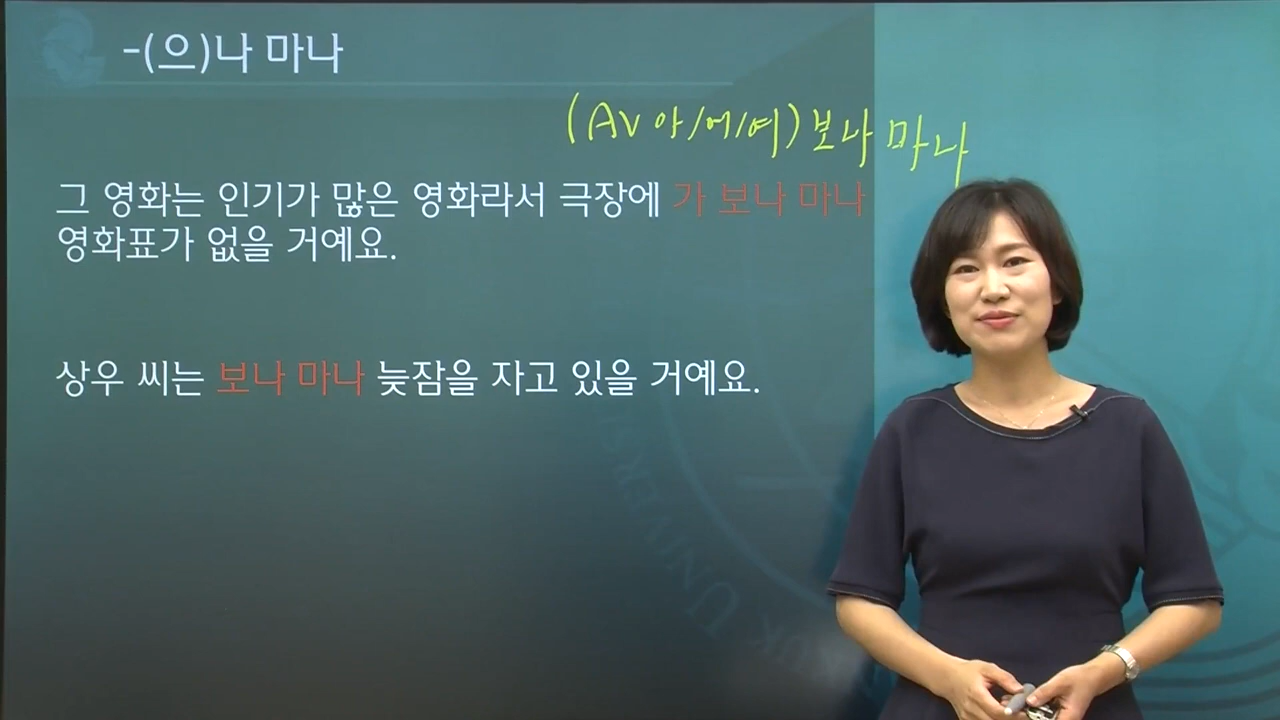 -(으)나 마나
(AV 아/어/여) 보나 마나
그 영화는 인기가 많은 영화라서 극장에 가 보나 마나
영화표가 없을 거예요.
상우 씨는 보나 마나 늦잠을 자고 있을 거예요.